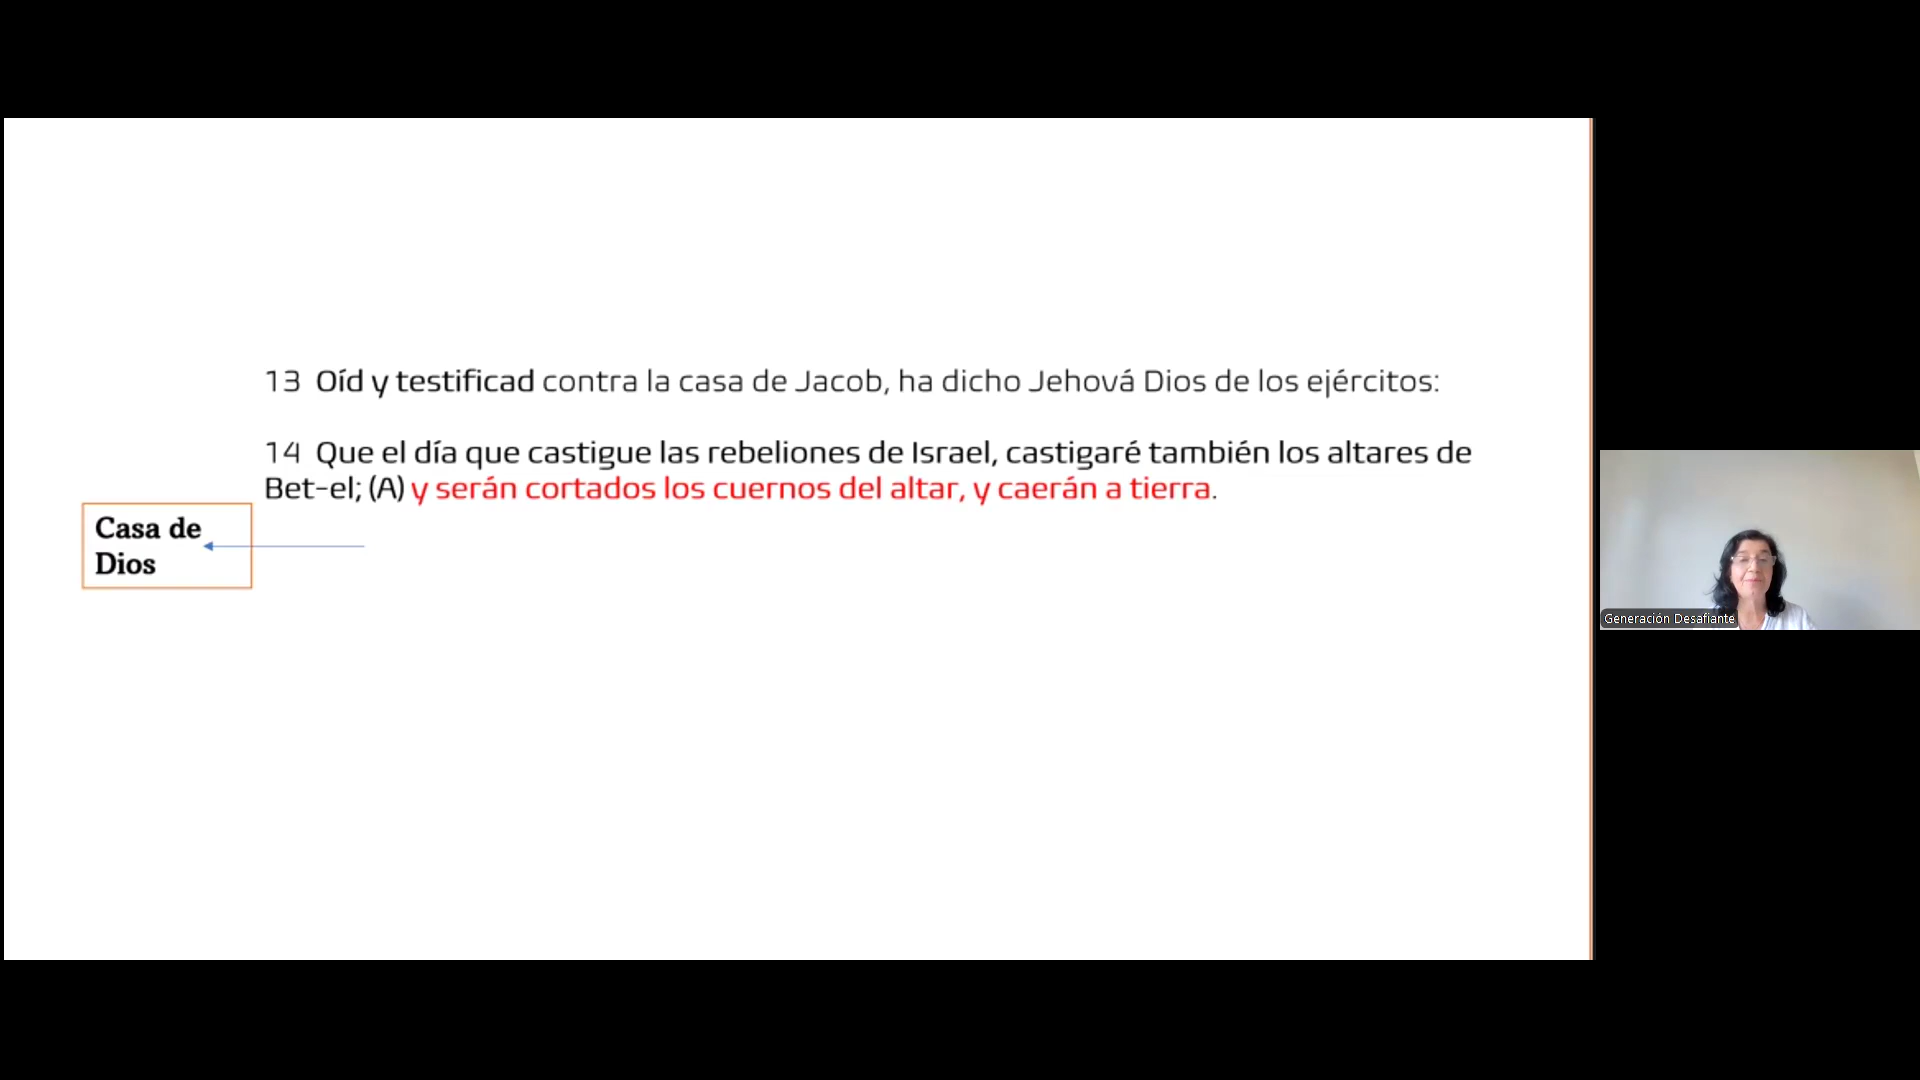 13 Oíd y testificad contra la casa de Jacob, ha dicho Jehová Dios de los ejércitos:
14 Que el día que castigue las rebeliones de Israel, castigaré también los altares de
Bet-el; (A) y serán cortados los cuernos del altar, y caerán a tierra.
Casa de
Dios
Generación Desafiante